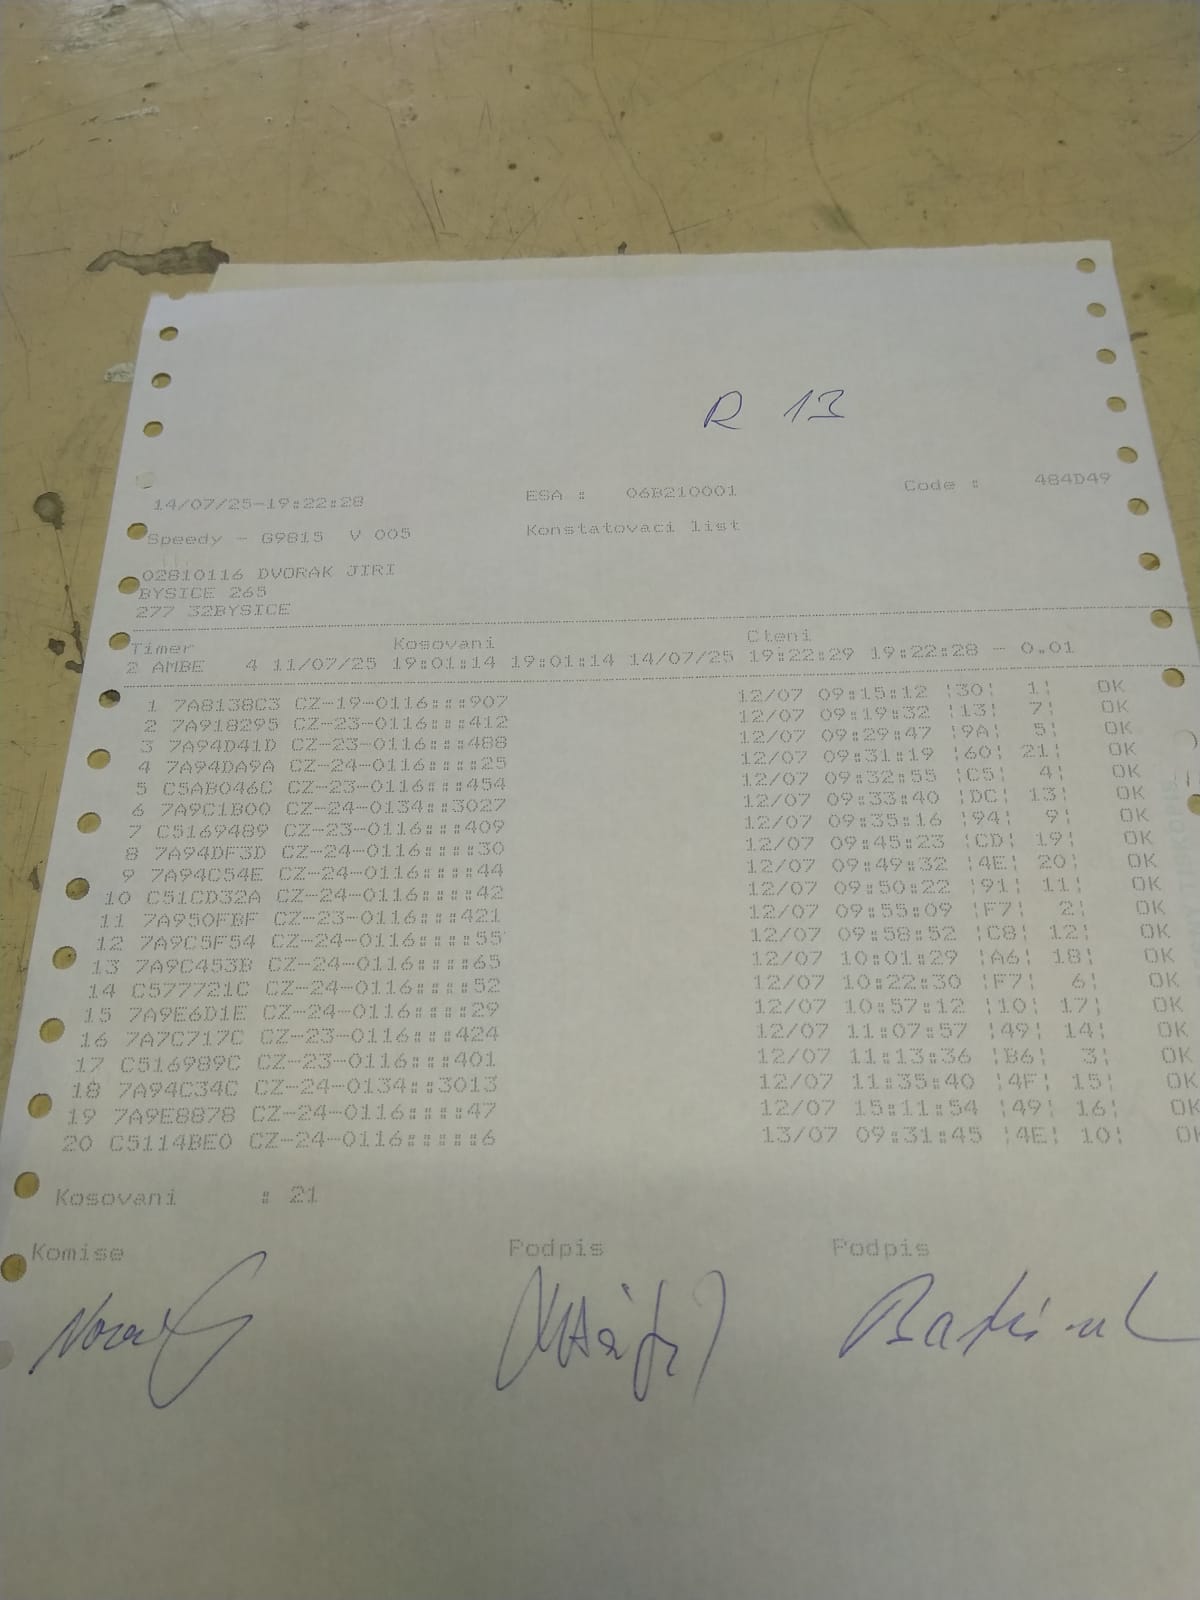 R 13
14/07/25-19:22:28 ESA : 06B210001 Code : 484D49
Speedy - G9815 V 005 Konstatovaci list
02810116 DVORAK JIRI
BYSICE 265
277 32BYSICE
Timer Kosovani Cteni
2 AMBE 4 11/07/25 19:01:14 19:01:14 14/07/25 19:22:29 19:22:28 - 0.01
1 7A8138C3 CZ-19-0116:::907 12/07 09:15:12 ¦30¦ 1¦ OK
2 7A918295 CZ-23-0116:::412 12/07 09:19:32 ¦13¦ 7¦ OK
3 7A94D41D CZ-23-0116:::488 12/07 09:29:47 ¦9A¦ 5¦ OK
4 7A94DA9A CZ-24-0116::::25 12/07 09:31:19 ¦60¦ 21¦ OK
5 C5AB046C CZ-23-0116:::454 12/07 09:32:55 ¦C5¦ 4¦ OK
6 7A9C1B00 CZ-24-0134::3027 12/07 09:33:40 ¦DC¦ 13¦ OK
7 C5169489 CZ-23-0116:::409 12/07 09:35:16 ¦94¦ 9¦ OK
8 7A94DF3D CZ-24-0116::::30 12/07 09:45:23 ¦CD¦ 19¦ OK
9 7A94C54E CZ-24-0116::::44 12/07 09:49:32 ¦4E¦ 20¦ OK
10 C51CD32A CZ-24-0116::::42 12/07 09:50:22 ¦91¦ 11¦ OK
11 7A950FBF CZ-23-0116:::421 12/07 09:55:09 ¦F7¦ 2¦ OK
12 7A9C5F54 CZ-24-0116::::55 12/07 09:58:52 ¦C8¦ 12¦ OK
13 7A9C453B CZ-24-0116::::65 12/07 10:01:29 ¦A6¦ 18¦ OK
14 C577721C CZ-24-0116::::52 12/07 10:22:30 ¦F7¦ 6¦ OK
15 7A9E6D1E CZ-24-0116::::29 12/07 10:57:12 ¦10¦ 17¦ OK
16 7A7C717C CZ-23-0116:::424 12/07 11:07:57 ¦49¦ 14¦ OK
17 C516989C CZ-23-0116:::401 12/07 11:13:36 ¦B6¦ 3¦ OK
18 7A94C34C CZ-24-0134::3013 12/07 11:35:40 ¦4F¦ 15¦ OK
19 7A9E8878 CZ-24-0116::::47 12/07 15:11:54 ¦49¦ 16¦ OK
20 C5114BE0 CZ-24-0116:::::6 13/07 09:31:45 ¦4E¦ 10¦ OK
Kosovani : 21
Komise Podpis Podpis